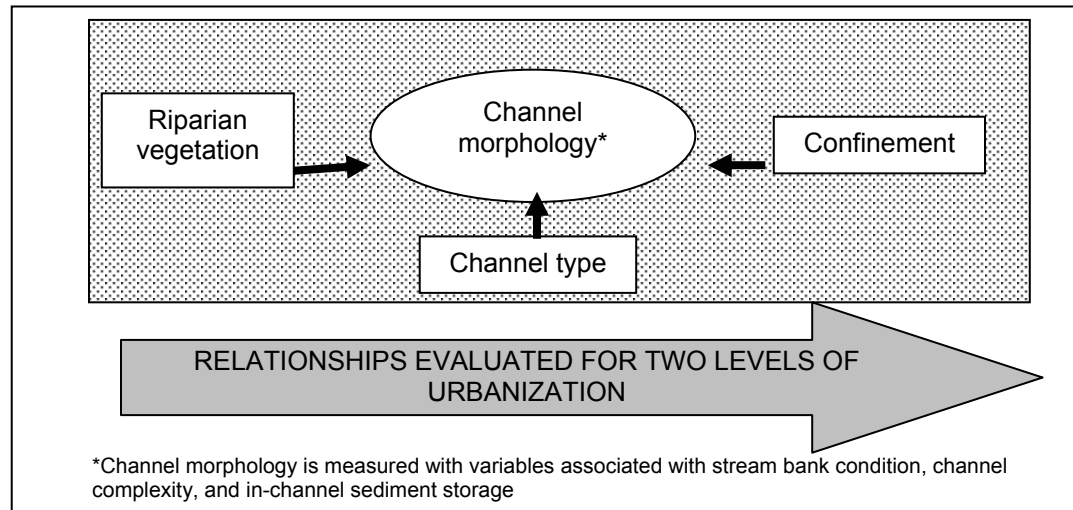 Riparian
vegetation
Channel
morphology*
Confinement
Channel type
RELATIONSHIPS EVALUATED FOR TWO LEVELS OF
URBANIZATION
*Channel morphology is measured with variables associated with stream bank condition, channel
complexity, and in-channel sediment storage